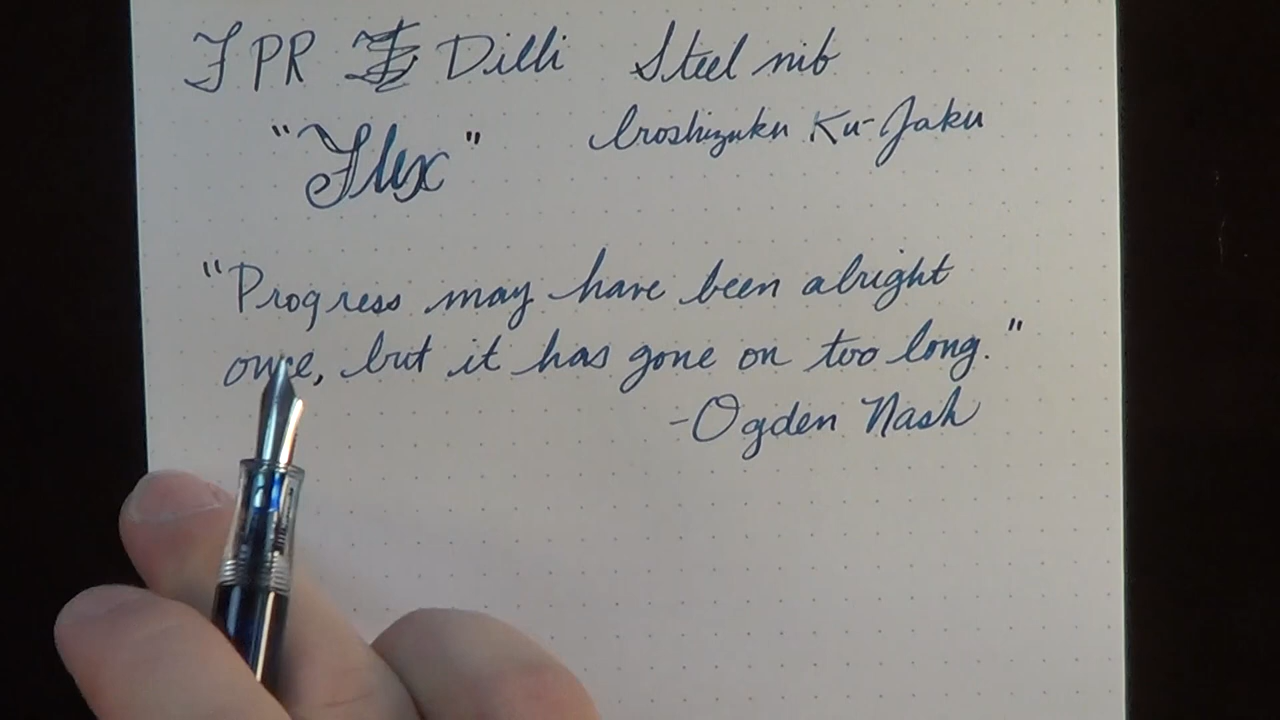 FPR Dilli Steel nib
"Flex" Iroshizuku Ku-Jaku
"Progress may have been alright
once, but it has gone on too long."
-Ogden Nash